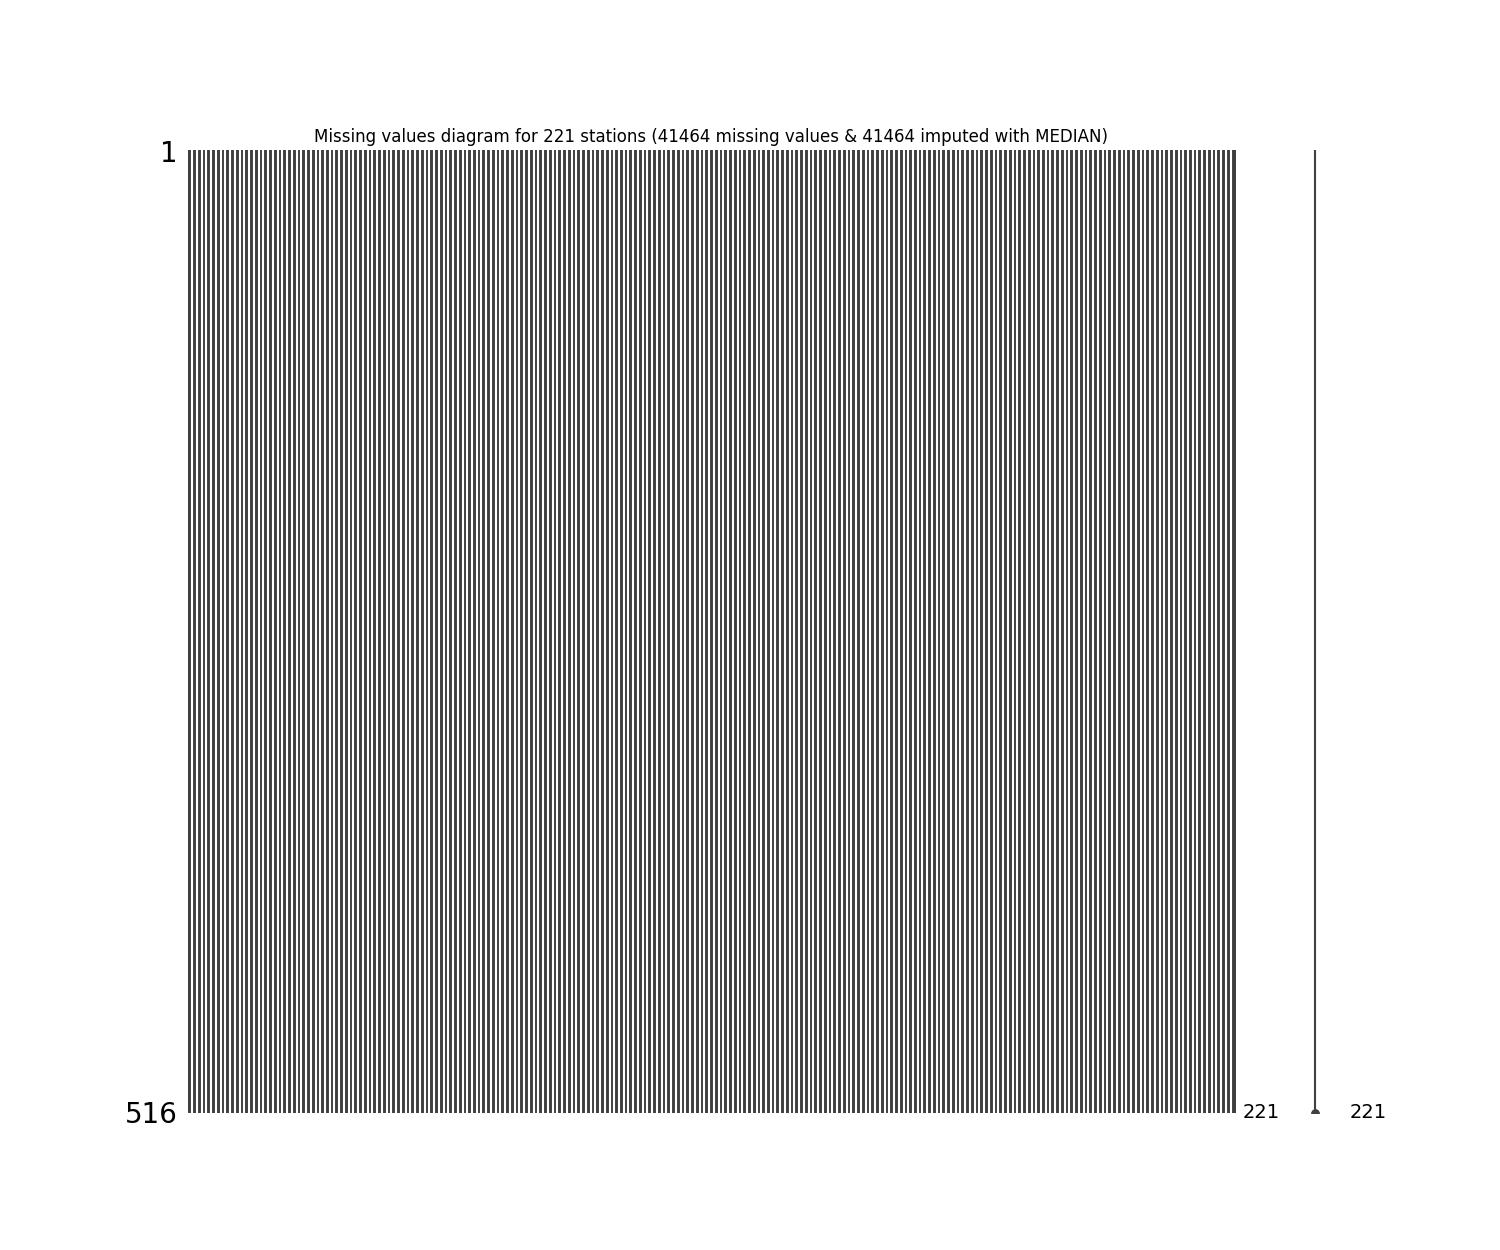 Missing values diagram for 221 stations (41464 missing values & 41464 imputed with MEDIAN)
1
516
221
221